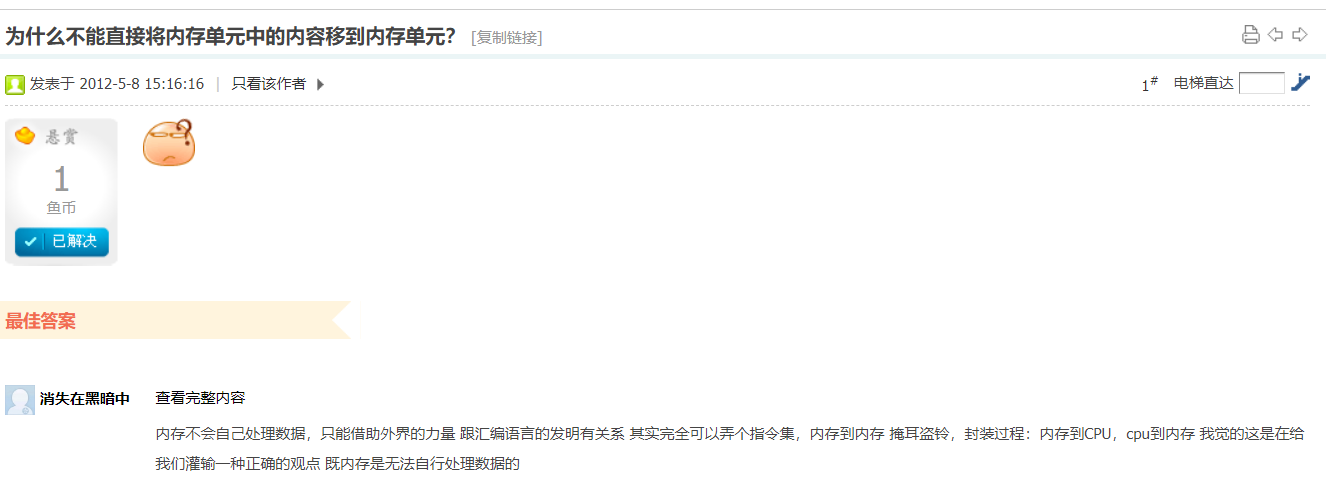 为什么不能直接将内存单元中的内容移到内存单元？ [复制链接]
发表于 2012-5-8 15:16:16 | 只看该作者
1# 电梯直达
悬赏
1
鱼币
已解决
最佳答案
消失在黑暗中 查看完整内容
内存不会自己处理数据，只能借助外界的力量 跟汇编语言的发明有关系 其实完全可以弄个指令集，内存到内存 掩耳盗铃，封装过程：内存到CPU，cpu到内存 我觉的这是在给
我们灌输一种正确的观点 既内存是无法自行处理数据的